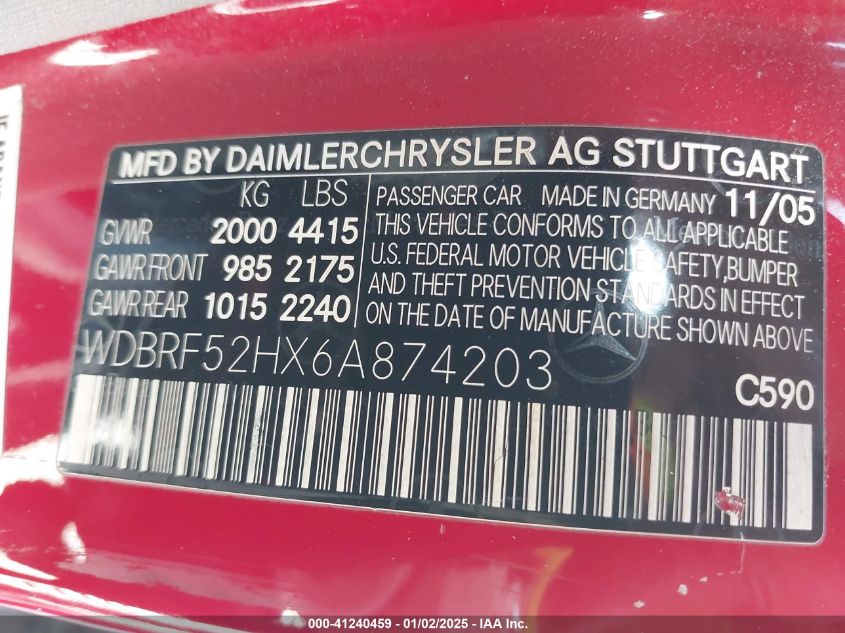 MFD BY DAIMLERCHRYSLER AG STUTTGART
KG LBS
GVWR 2000 4415
GAWR FRONT 985 2175
GAWR REAR 1015 2240
PASSENGER CAR MADE IN GERMANY 11/05
THIS VEHICLE CONFORMS TO ALL APPLICABLE
U.S. FEDERAL MOTOR VEHICLE SAFETY, BUMPER
AND THEFT PREVENTION STANDARDS IN EFFECT
ON THE DATE OF MANUFACTURE SHOWN ABOVE
WDBRF52HX6A874203
C590
000-41240459 - 01/02/2025 - IAA Inc.